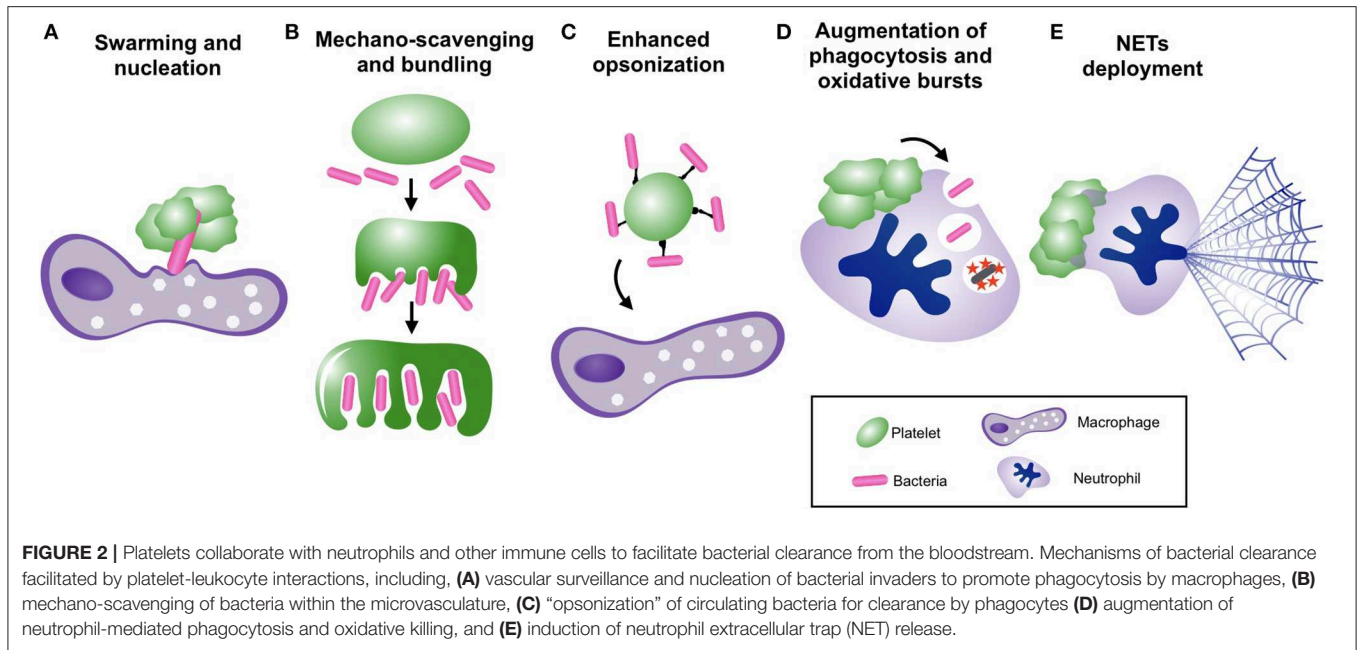 A
Swarming and
nucleation
B
Mechano-scavenging
and bundling
C
Enhanced
opsonization
D
Augmentation of
phagocytosis and
oxidative bursts
E
NETs
deployment
Platelet
Macrophage
Bacteria
Neutrophil
FIGURE 2 | Platelets collaborate with neutrophils and other immune cells to facilitate bacterial clearance from the bloodstream. Mechanisms of bacterial clearance
facilitated by platelet-leukocyte interactions, including, (A) vascular surveillance and nucleation of bacterial invaders to promote phagocytosis by macrophages, (B)
mechano-scavenging of bacteria within the microvasculature, (C) “opsonization” of circulating bacteria for clearance by phagocytes (D) augmentation of
neutrophil-mediated phagocytosis and oxidative killing, and (E) induction of neutrophil extracellular trap (NET) release.